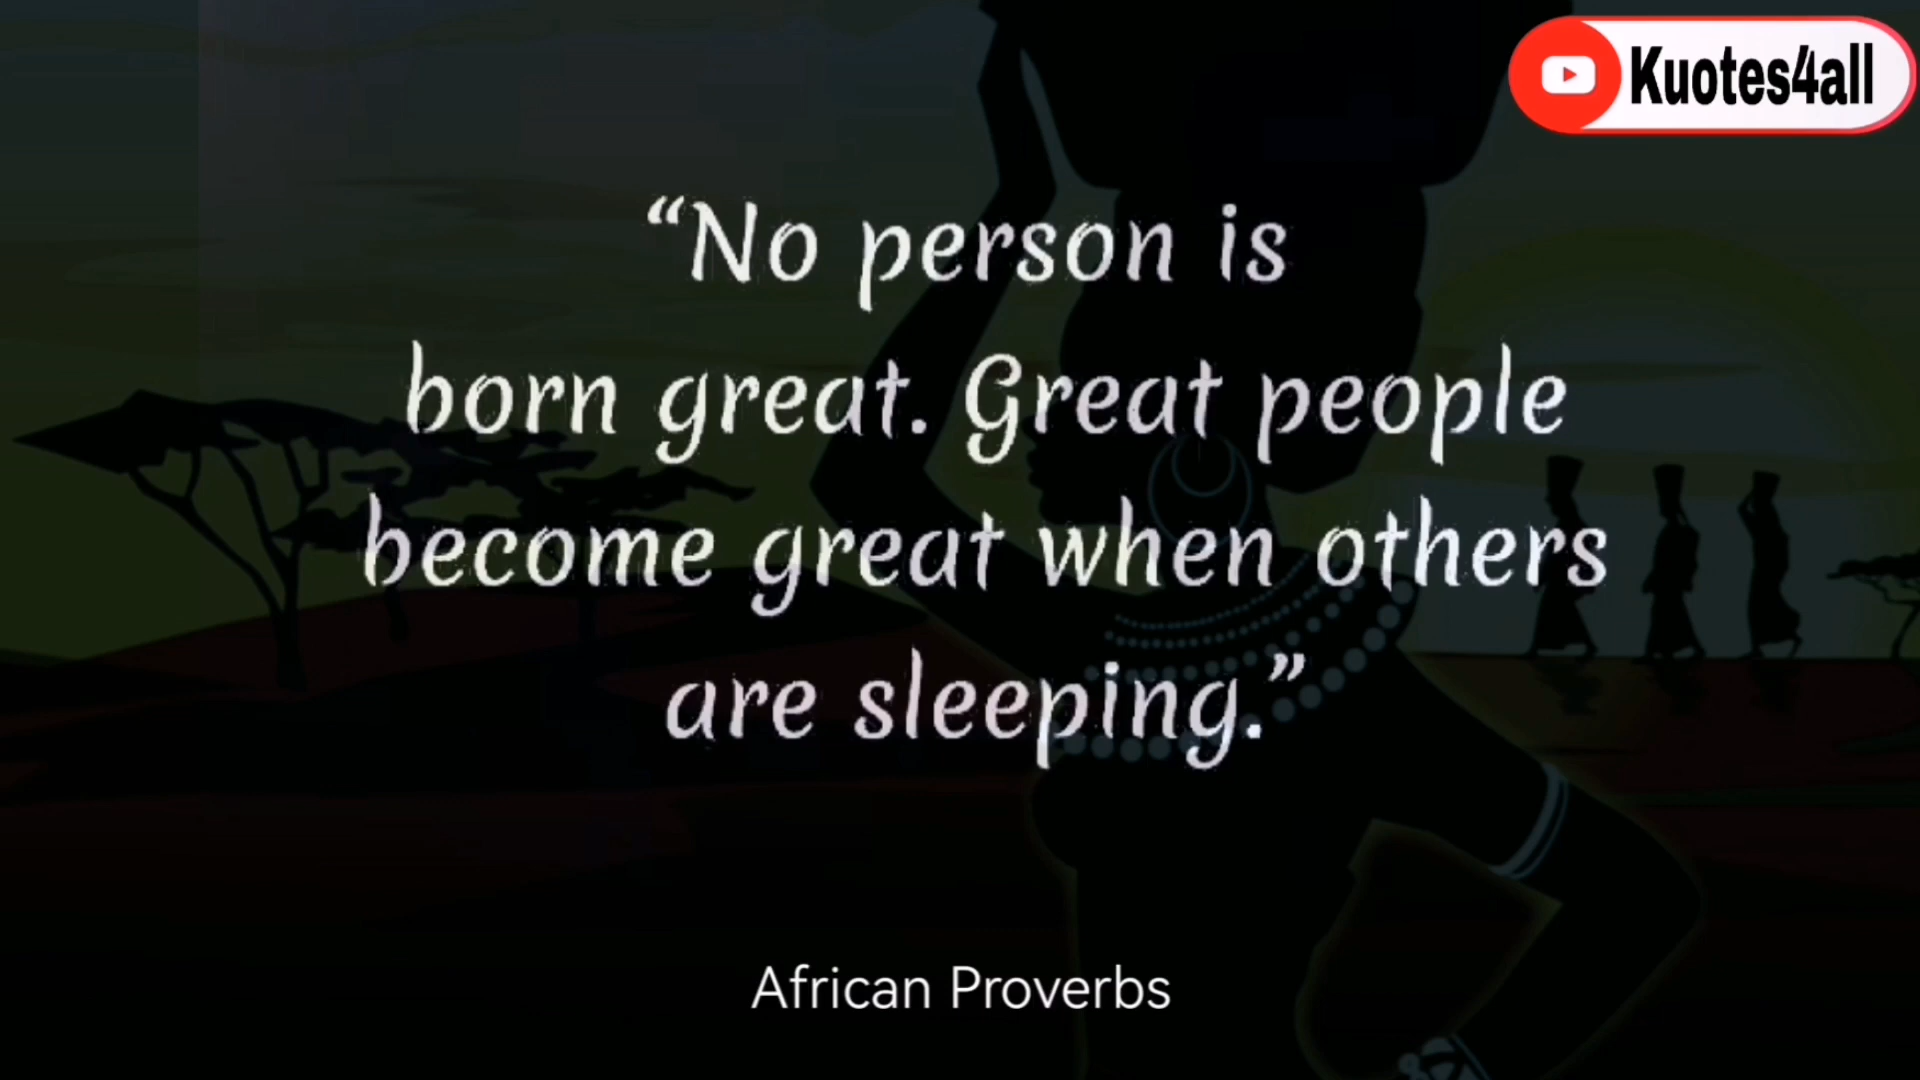 Kuotes4all
“No person is
born great. Great people
become great when others
are sleeping.”
African Proverbs